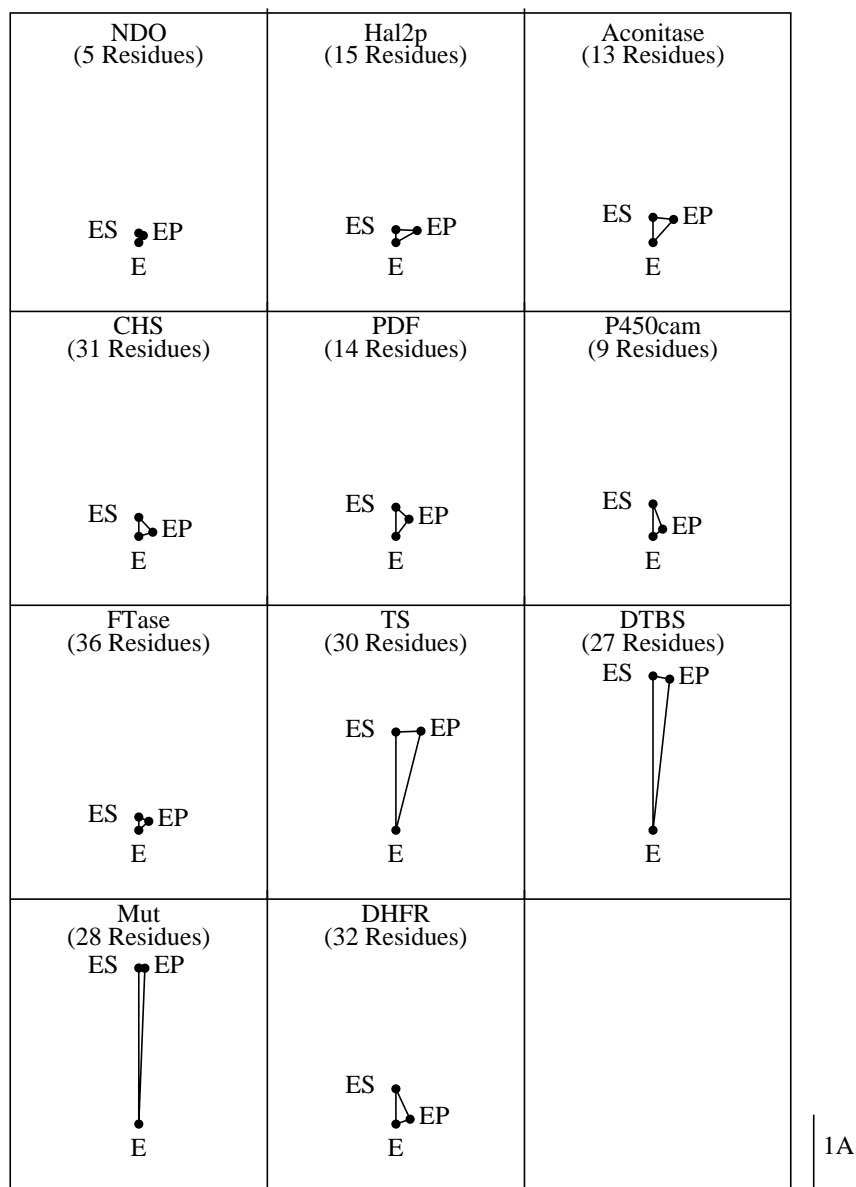 NDO
(5 Residues)
ES
EP
E
Hal2p
(15 Residues)
ES
EP
E
Aconitase
(13 Residues)
ES
EP
E
CHS
(31 Residues)
ES
EP
E
PDF
(14 Residues)
ES
EP
E
P450cam
(9 Residues)
ES
EP
E
FTase
(36 Residues)
ES
EP
E
TS
(30 Residues)
ES
EP
E
DTBS
(27 Residues)
ES
EP
E
Mut
(28 Residues)
ES
EP
E
DHFR
(32 Residues)
ES
EP
E
1A